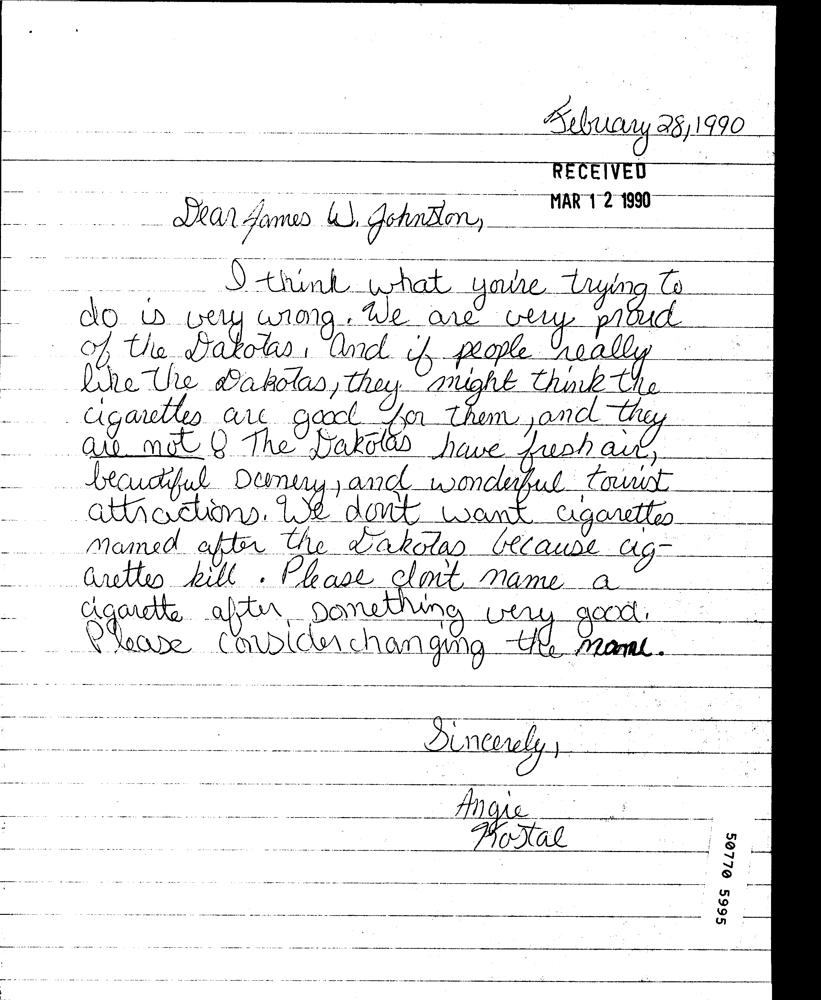 February 28, 1990
RECEIVED
MAR 12 1990
Dear James W. Johnston,
I think what you're trying to
do is very wrong. We are very proud
of the Dakotas. And if people really
like the Dakotas, they might think the
cigarettes are good for them, and they
are not! The Dakotas have fresh air,
beautiful scenery, and wonderful tourist
attractions. We don't want cigarettes
named after the Dakotas because cig-
arettes kill. Please don't name a
cigarette after something very good.
Please consider changing the name.
Sincerely,
Angie
Kostal
50770 5995